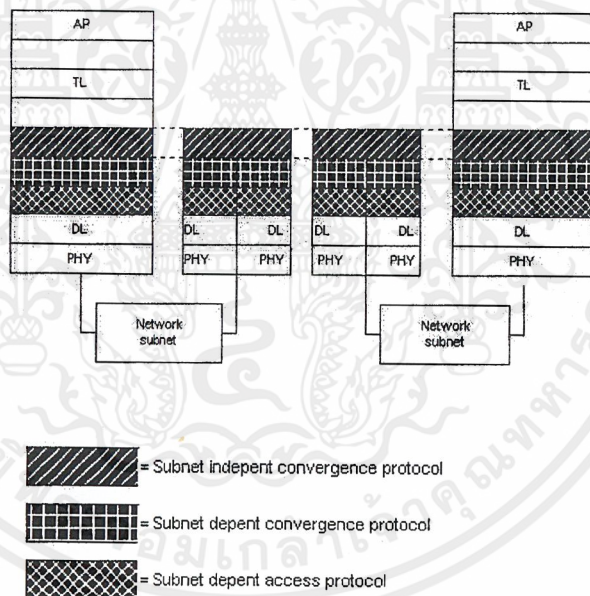 AP
TL
DL
PHY
DL DL
PHY PHY
DL DL
PHY PHY
AP
TL
DL
PHY
Network
subnet
Network
subnet
= Subnet indepent convergence protocol
= Subnet depent convergence protocol
= Subnet depent access protocol